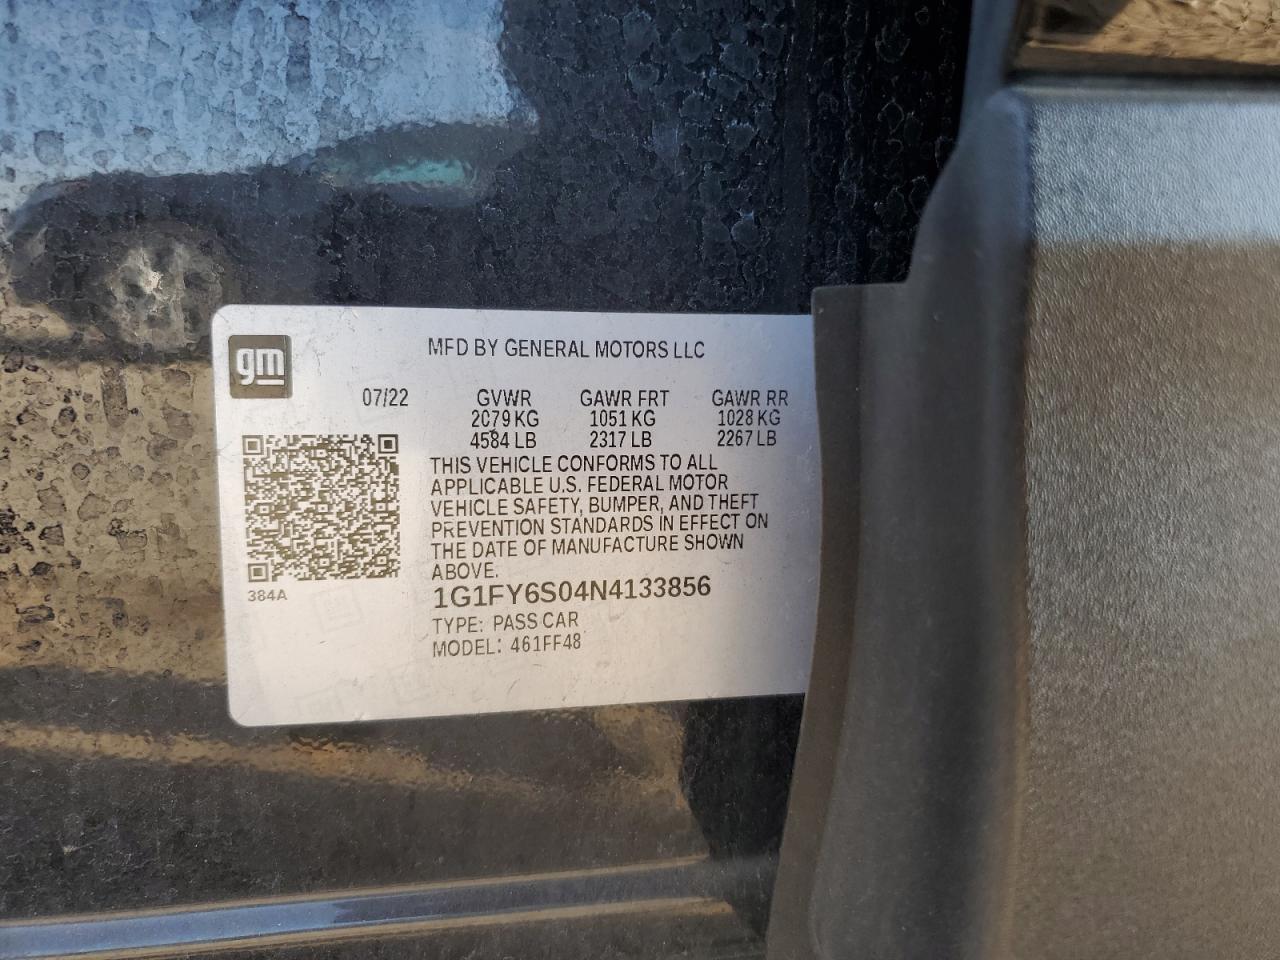 gm
MFD BY GENERAL MOTORS LLC
07/22 GVWR GAWR FRT GAWR RR
2079 KG 1051 KG 1028 KG
4584 LB 2317 LB 2267 LB
THIS VEHICLE CONFORMS TO ALL
APPLICABLE U.S. FEDERAL MOTOR
VEHICLE SAFETY, BUMPER, AND THEFT
PREVENTION STANDARDS IN EFFECT ON
THE DATE OF MANUFACTURE SHOWN
ABOVE.
384A
1G1FY6S04N4133856
TYPE: PASS CAR
MODEL: 461FF48